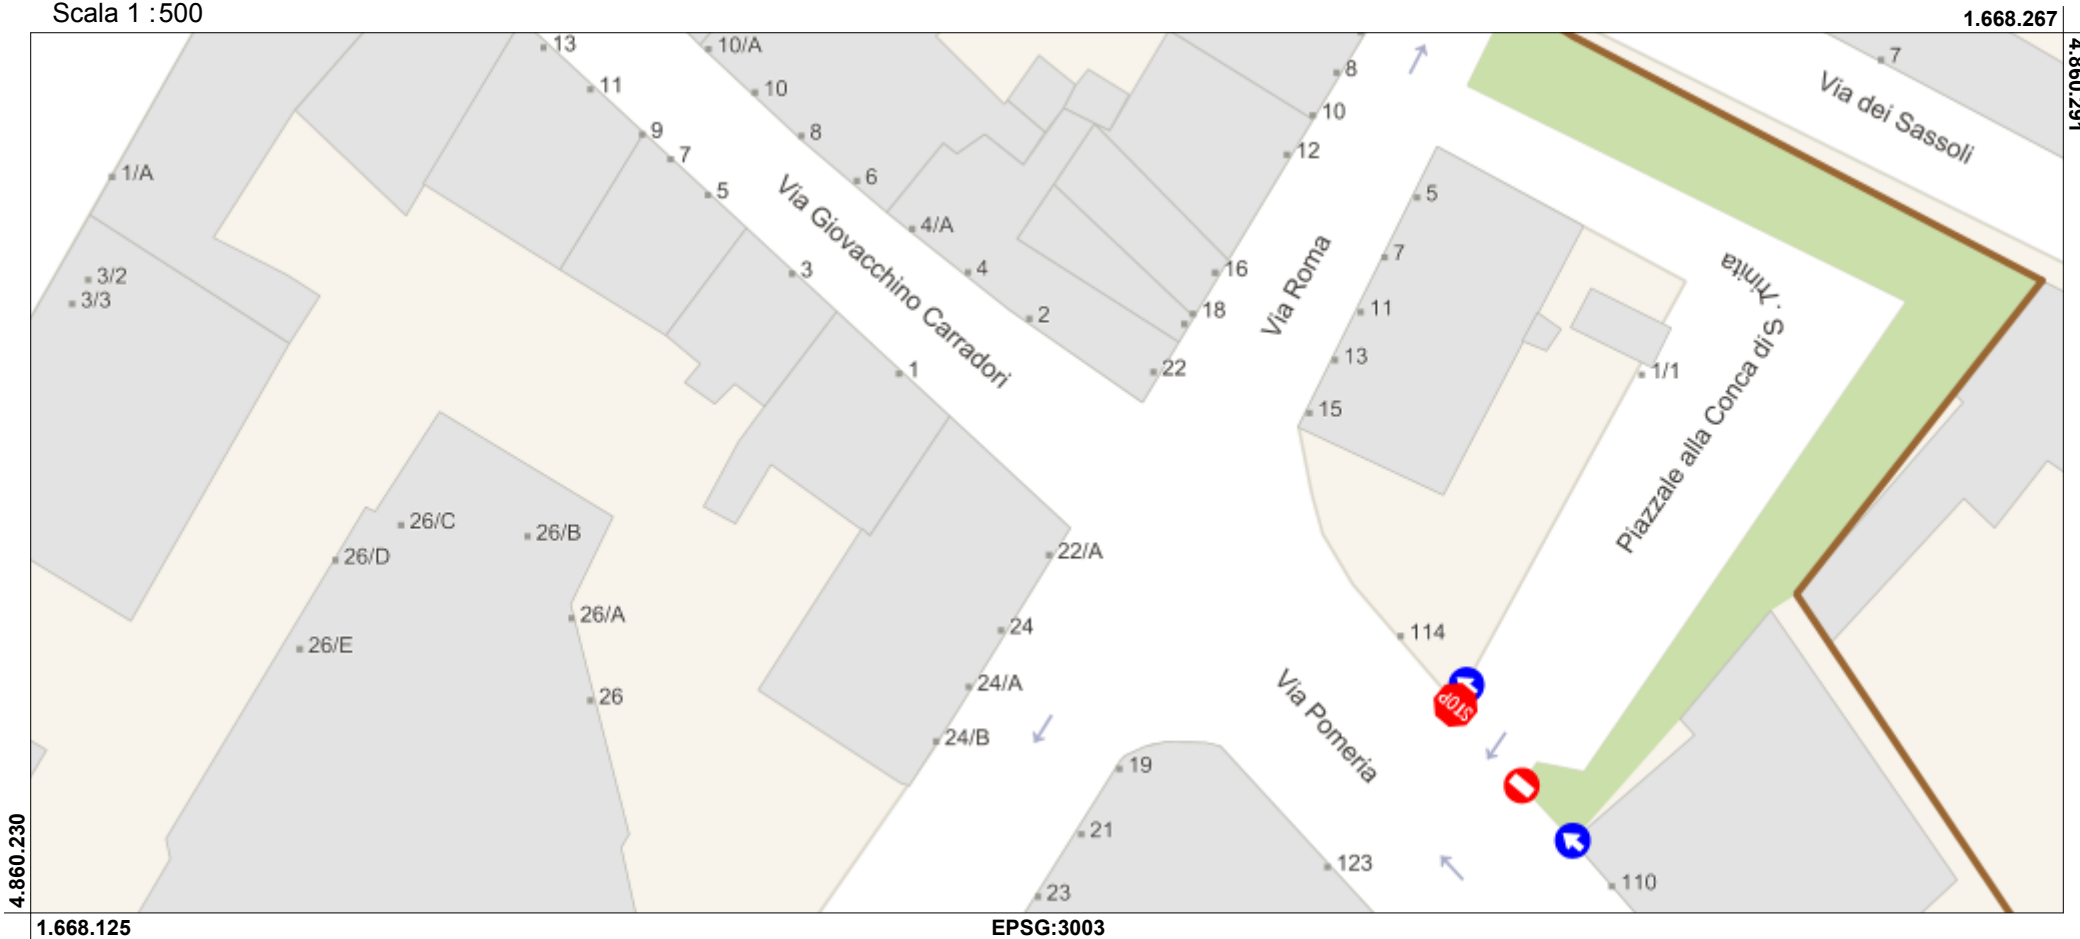 Scala 1 :500
1.668.267
4.860.291
13
10/A
11
10
9
8
7
6
5
4/A
3
4
2
1
Via Giovacchino Carradori
8
10
12
16
18
22
Via Roma
5
7
11
13
15
7
Via dei Sassoli
Piazzale alla Conca di S. Trinita
1/1
1/A
3/2
3/3
26/C
26/B
26/D
26/A
26/E
26
22/A
24
24/A
24/B
114
STOP
Via Pomeria
19
21
23
123
110
4.860.230
1.668.125
EPSG:3003